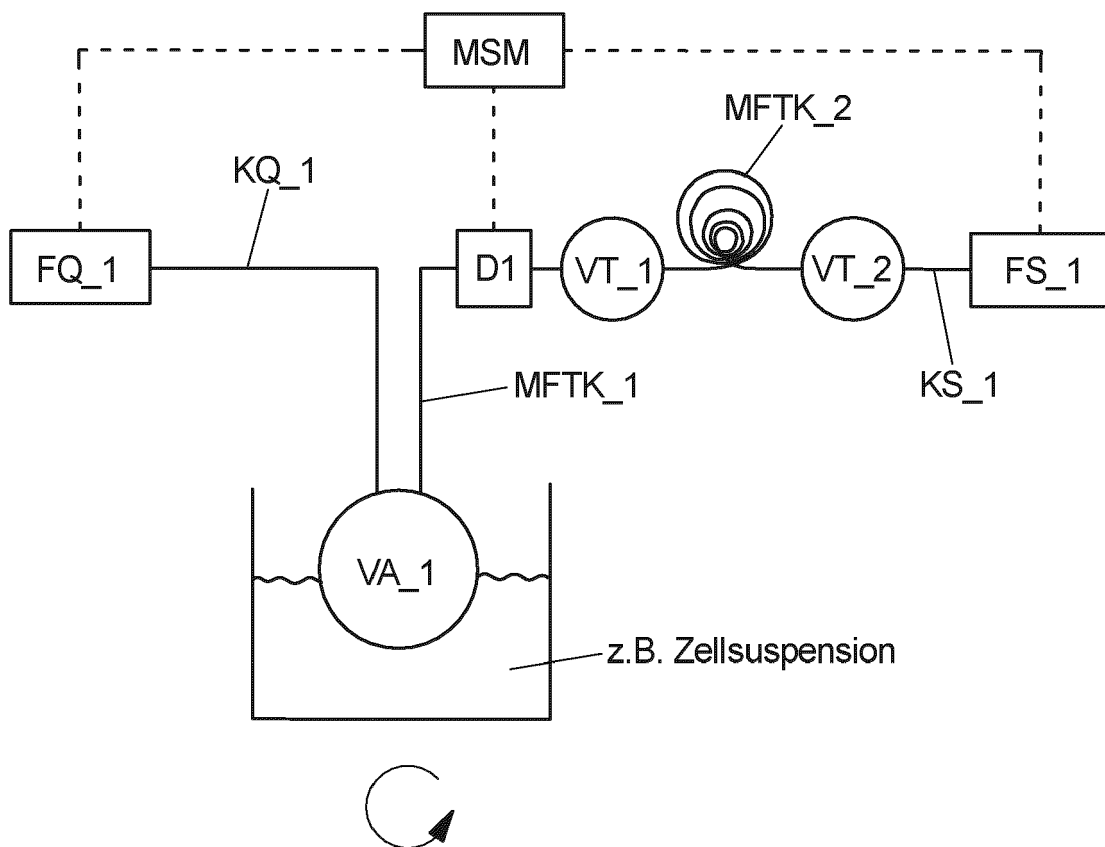 MSM
MFTK_2
KQ_1
FQ_1
D1
VT_1
VT_2
FS_1
MFTK_1
KS_1
VA_1
z.B. Zellsuspension